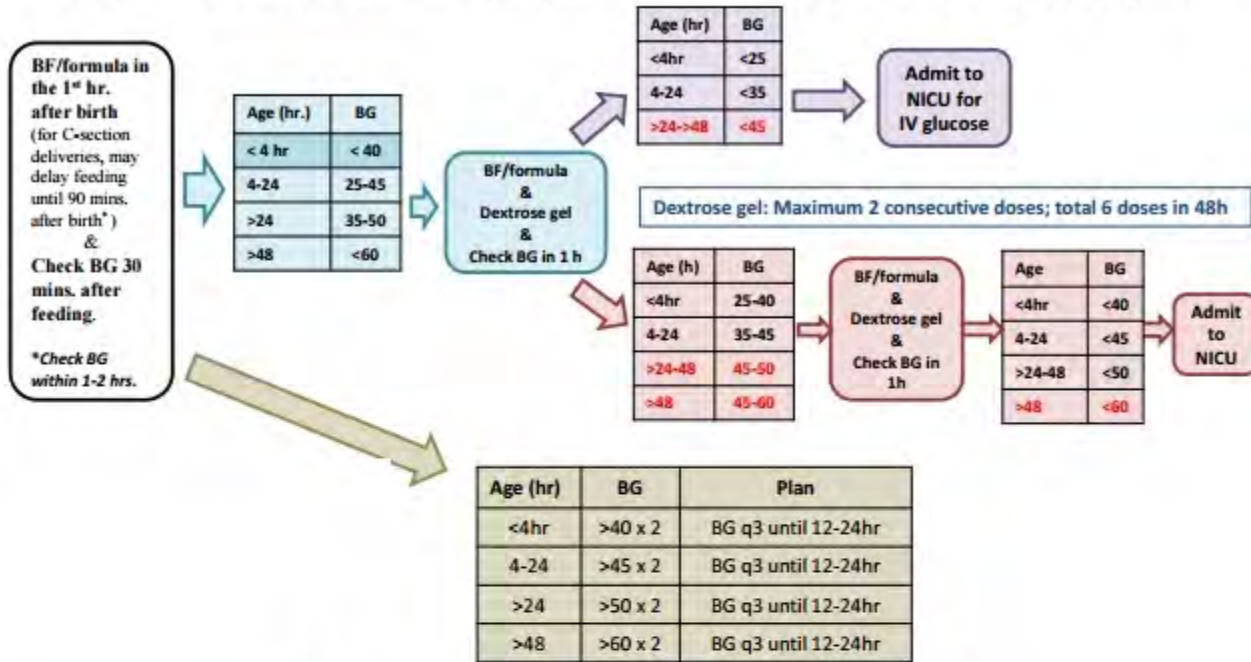 BF/formula in
the 1st hr.
after birth
(for C-section
deliveries, may
delay feeding
until 90 mins.
after birth*)
&
Check BG 30
mins. after
feeding.
*Check BG
within 1-2 hrs.
Age (hr.) BG
< 4 hr < 40
4-24 25-45
>24 35-50
>48 <60
BF/formula
&
Dextrose gel
&
Check BG in 1 h
Age (hr) BG
<4hr <25
4-24 <35
>24->48 <45
Admit to
NICU for
IV glucose
Dextrose gel: Maximum 2 consecutive doses; total 6 doses in 48h
Age (h) BG
<4hr 25-40
4-24 35-45
>24-48 45-50
>48 45-60
BF/formula
&
Dextrose gel
&
Check BG in
1h
Age BG
<4hr <40
4-24 <45
>24-48 <50
>48 <60
Admit
to
NICU
Age (hr) BG Plan
<4hr >40 x 2 BG q3 until 12-24hr
4-24 >45 x 2 BG q3 until 12-24hr
>24 >50 x 2 BG q3 until 12-24hr
>48 >60 x 2 BG q3 until 12-24hr